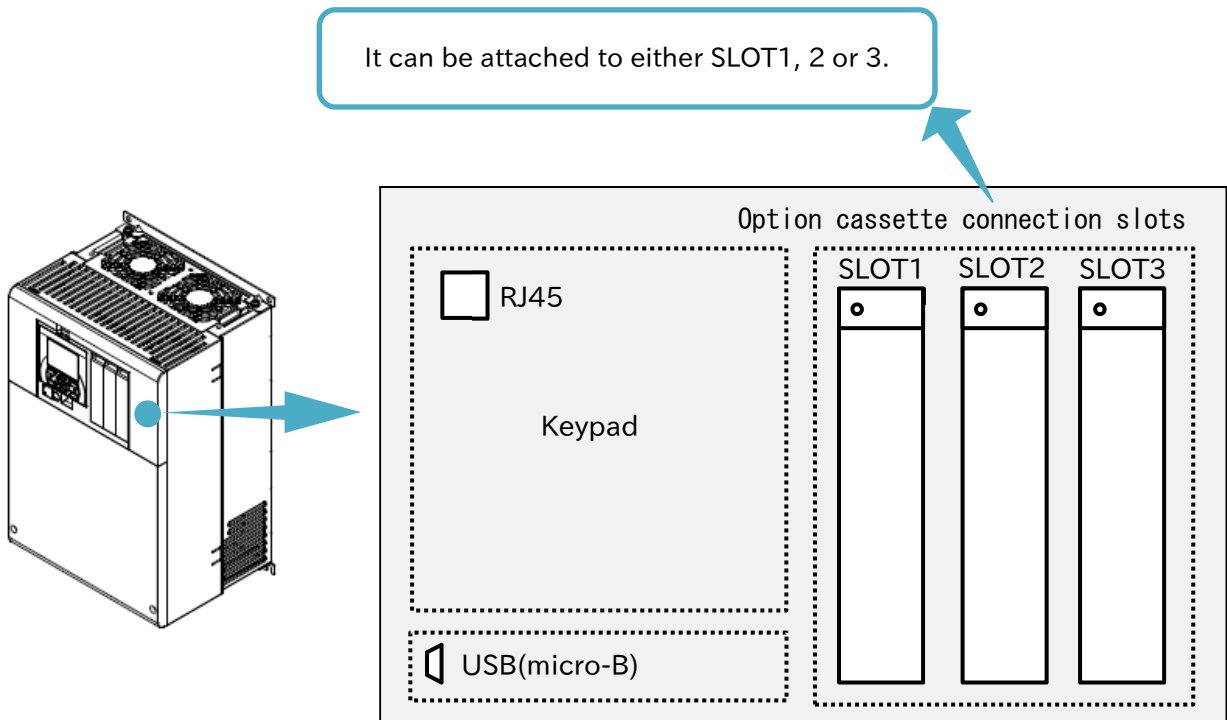 It can be attached to either SLOT1, 2 or 3.
Option cassette connection slots
SLOT1 SLOT2 SLOT3
RJ45
Keypad
USB(micro-B)